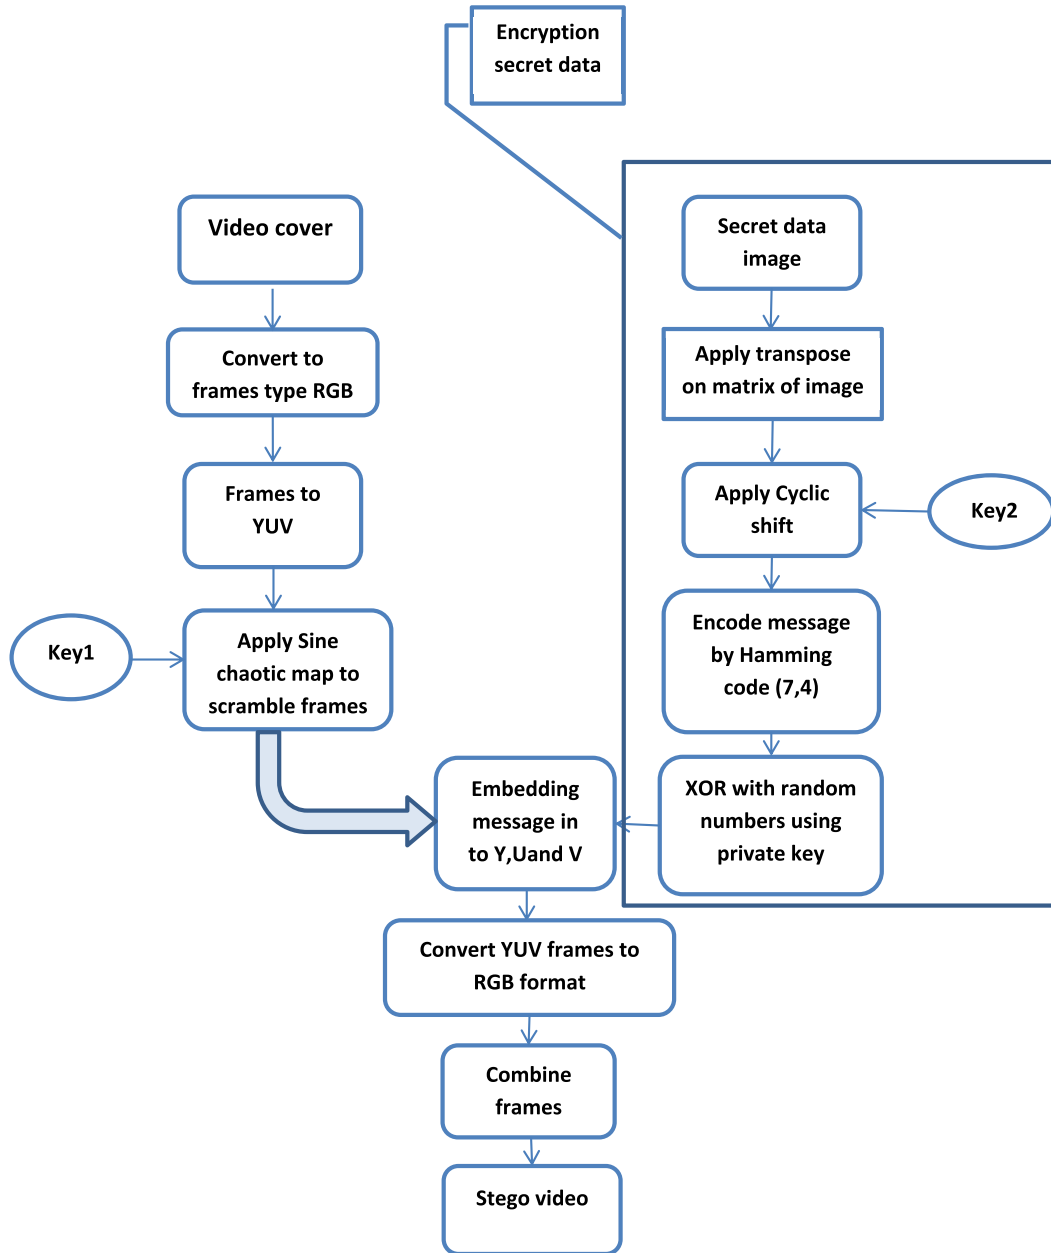 Encryption
secret data
Video cover
Convert to
frames type RGB
Frames to
YUV
Key1
Apply Sine
chaotic map to
scramble frames
Secret data
image
Apply transpose
on matrix of image
Apply Cyclic
shift
Key2
Encode message
by Hamming
code (7,4)
XOR with random
numbers using
private key
Embedding
message in
to Y,Uand V
Convert YUV frames to
RGB format
Combine
frames
Stego video